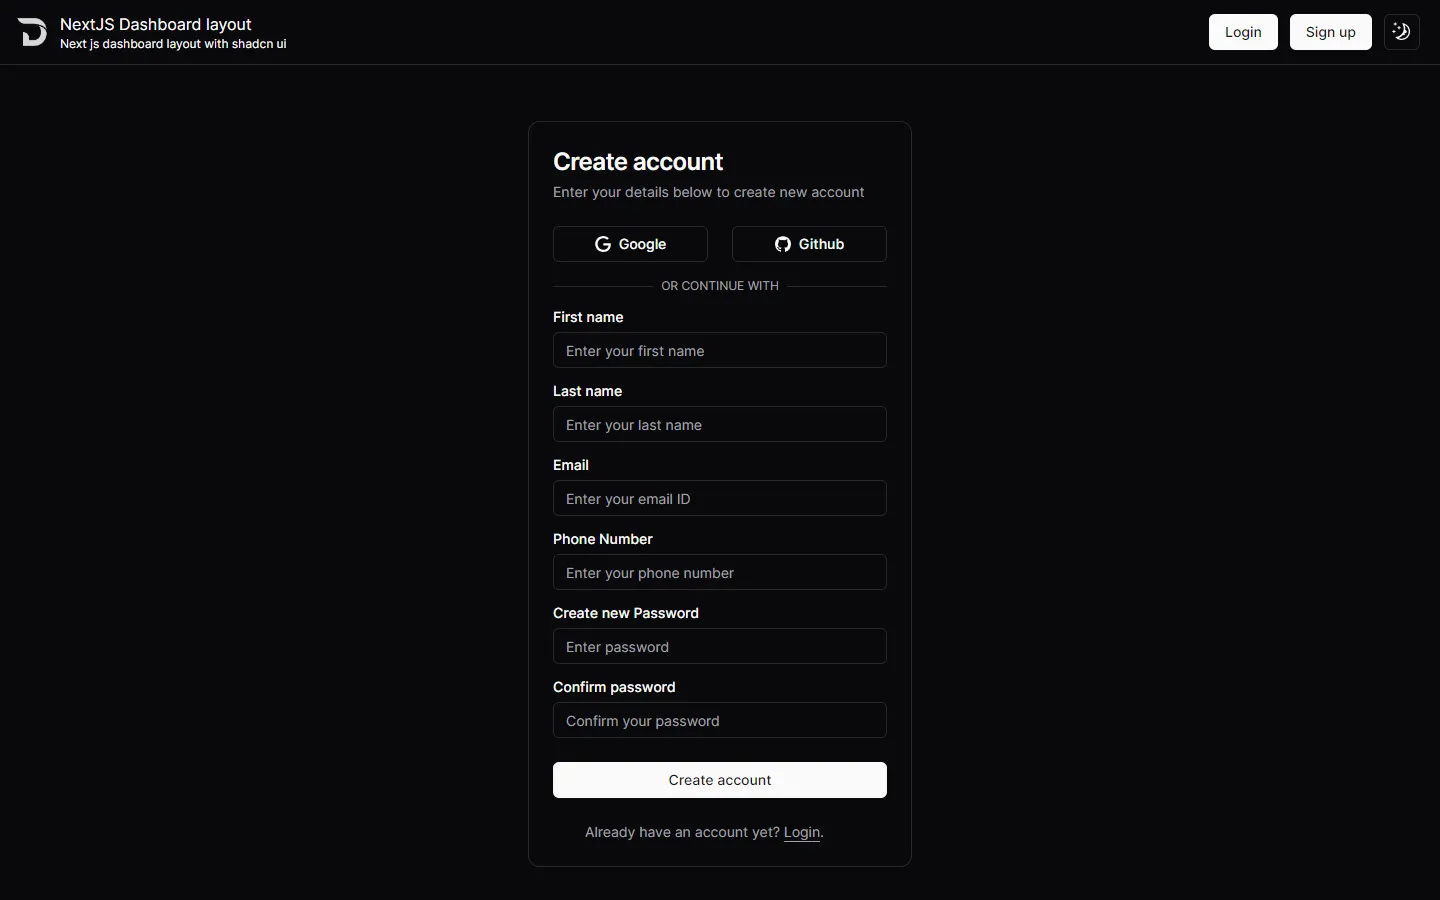 NextJS Dashboard layout
Next js dashboard layout with shadcn ui
Login
Sign up
Create account
Enter your details below to create new account
Google
Github
OR CONTINUE WITH
First name
Enter your first name
Last name
Enter your last name
Email
Enter your email ID
Phone Number
Enter your phone number
Create new Password
Enter password
Confirm password
Confirm your password
Create account
Already have an account yet? Login.